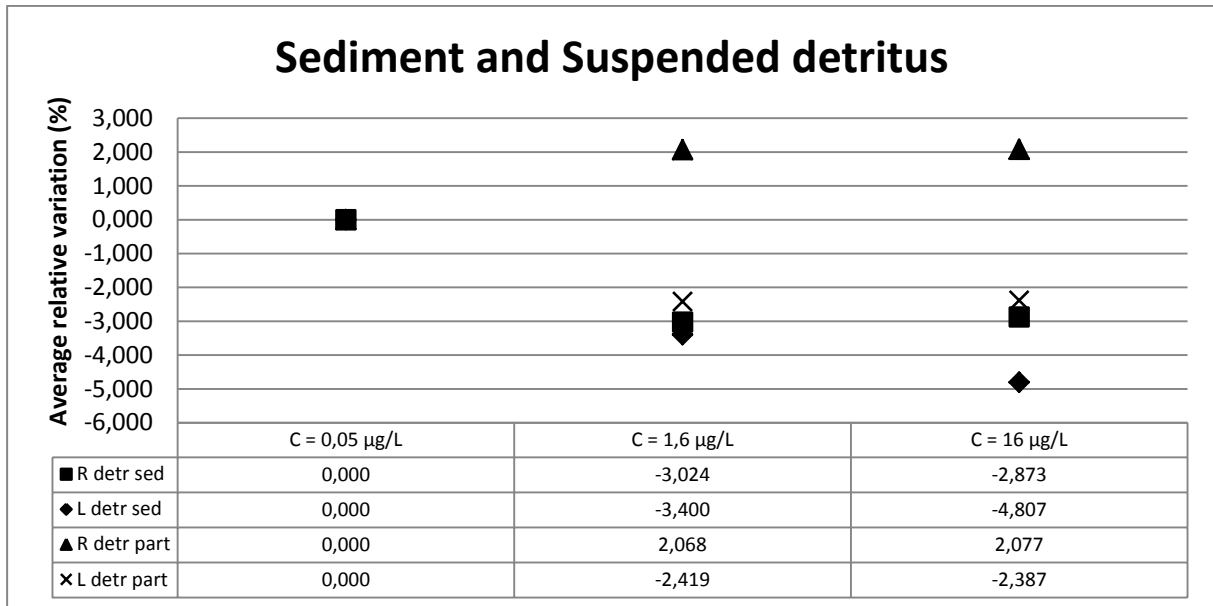 Sediment and Suspended detritus
Average relative variation (%)
3,000
2,000
1,000
0,000
-1,000
-2,000
-3,000
-4,000
-5,000
-6,000
C = 0,05 µg/L C = 1,6 µg/L C = 16 µg/L
R detr sed 0,000 -3,024 -2,873
L detr sed 0,000 -3,400 -4,807
R detr part 0,000 2,068 2,077
L detr part 0,000 -2,419 -2,387